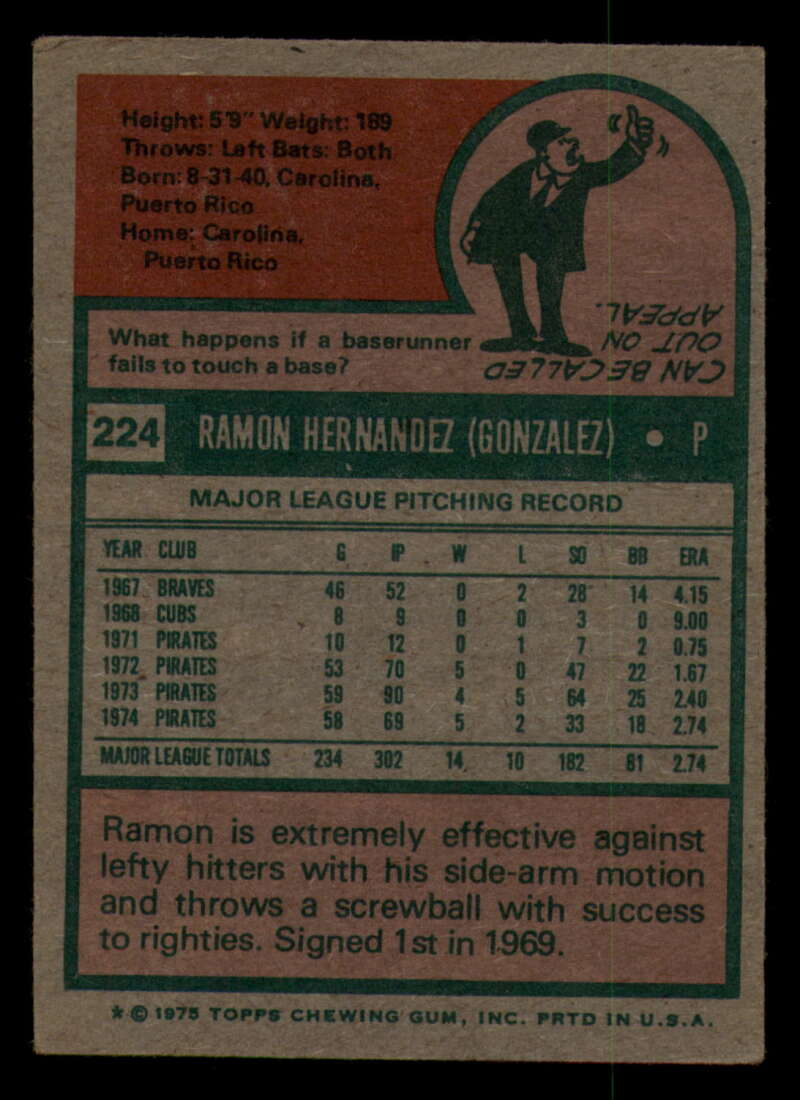 Height: 5'9" Weight: 189
Throws: Left Bats: Both
Born: 8-31-40, Carolina,
Puerto Rico
Home: Carolina,
Puerto Rico
What happens if a baserunner
fails to touch a base?
CAN BE CALLED
OUT ON
APPEAL.
224 RAMON HERNANDEZ (GONZALEZ) • P
MAJOR LEAGUE PITCHING RECORD
YEAR CLUB G IP W L SO BB ERA
1967 BRAVES 46 52 0 2 28 14 4.15
1968 CUBS 8 9 0 0 3 0 9.00
1971 PIRATES 10 12 0 1 7 2 0.75
1972 PIRATES 53 70 5 0 47 22 1.67
1973 PIRATES 59 90 4 5 64 25 2.40
1974 PIRATES 58 69 5 2 33 18 2.74
MAJOR LEAGUE TOTALS 234 302 14 10 182 81 2.74
Ramon is extremely effective against
lefty hitters with his side-arm motion
and throws a screwball with success
to righties. Signed 1st in 1969.
* © 1975 TOPPS CHEWING GUM, INC. PRTD IN U.S.A.